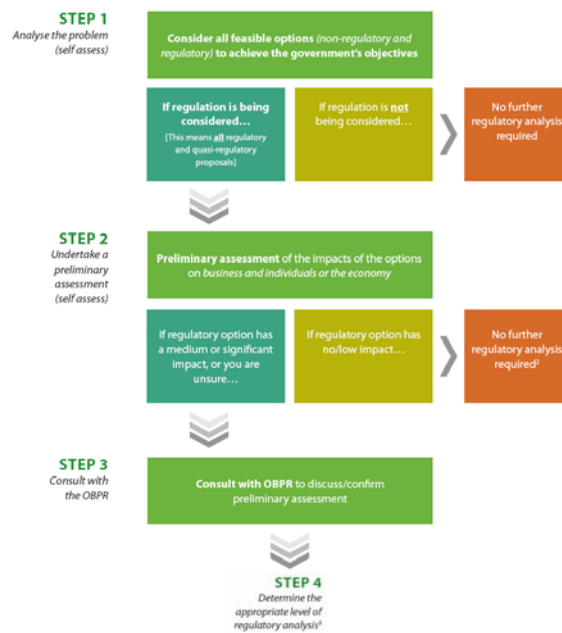 STEP 1
Analyse the problem
(self assess)
Consider all feasible options (non-regulatory and
regulatory) to achieve the government's objectives
If regulation is being
considered…
[This means all regulatory
and quasi-regulatory
proposals]
If regulation is not
being considered…
No further
regulatory analysis
required
STEP 2
Undertake a
preliminary
assessment
(self assess)
Preliminary assessment of the impacts of the options
on business and individuals or the economy
If regulatory option has
a medium or significant
impact, or you are
unsure…
If regulatory option has
no/low impact…
No further
regulatory analysis
required²
STEP 3
Consult with
the OBPR
Consult with OBPR to discuss/confirm
preliminary assessment
STEP 4
Determine the
appropriate level of
regulatory analysis³